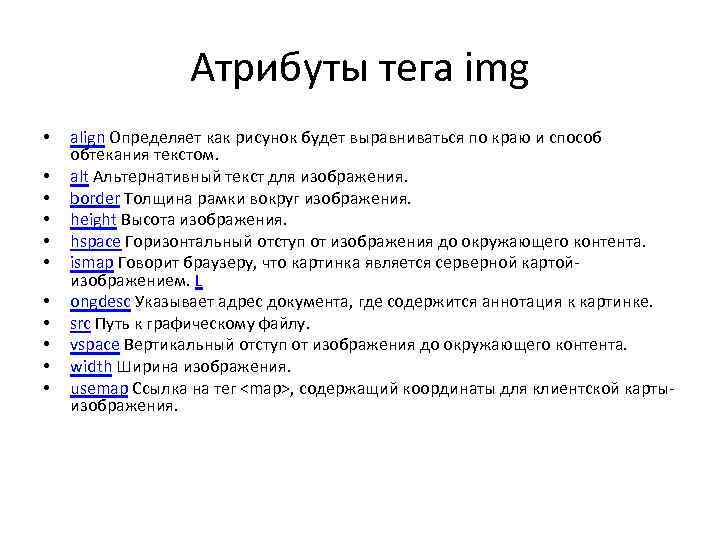 Атрибуты тега img
• align Определяет как рисунок будет выравниваться по краю и способ
обтекания текстом.
• alt Альтернативный текст для изображения.
• border Толщина рамки вокруг изображения.
• height Высота изображения.
• hspace Горизонтальный отступ от изображения до окружающего контента.
• ismap Говорит браузеру, что картинка является серверной картой-
изображением. L
• ongdesc Указывает адрес документа, где содержится аннотация к картинке.
• src Путь к графическому файлу.
• vspace Вертикальный отступ от изображения до окружающего контента.
• width Ширина изображения.
• usemap Ссылка на тег <map>, содержащий координаты для клиентской карты-
изображения.